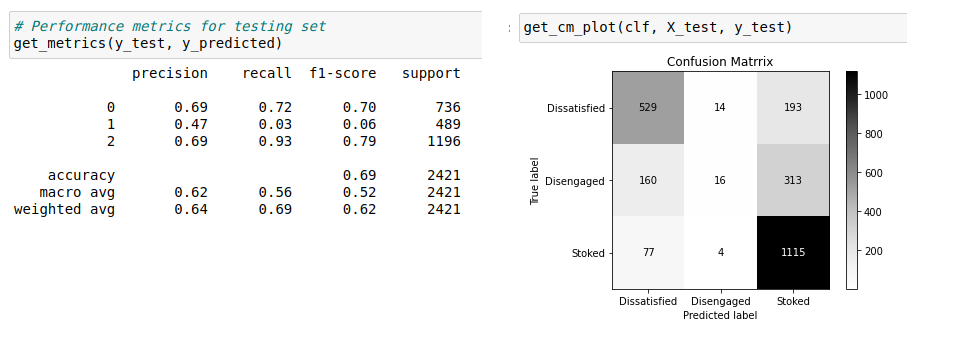 # Performance metrics for testing set
get_metrics(y_test, y_predicted)
precision recall f1-score support
0 0.69 0.72 0.70 736
1 0.47 0.03 0.06 489
2 0.69 0.93 0.79 1196
accuracy 0.69 2421
macro avg 0.62 0.56 0.52 2421
weighted avg 0.64 0.69 0.62 2421
: get_cm_plot(clf, X_test, y_test)
Confusion Matrrix
True label
Dissatisfied 529 14 193
Disengaged 160 16 313
Stoked 77 4 1115
Dissatisfied Disengaged Stoked
Predicted label
1000
800
600
400
200